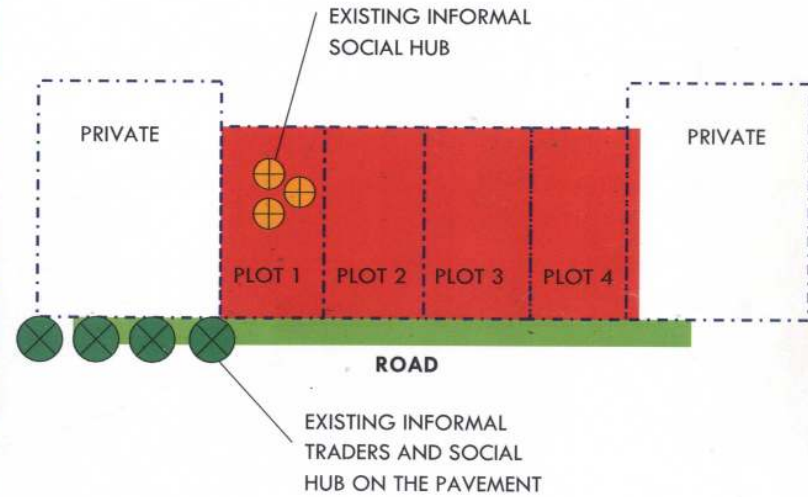 EXISTING INFORMAL
SOCIAL HUB
PRIVATE
PRIVATE
PLOT 1
PLOT 2
PLOT 3
PLOT 4
ROAD
EXISTING INFORMAL
TRADERS AND SOCIAL
HUB ON THE PAVEMENT